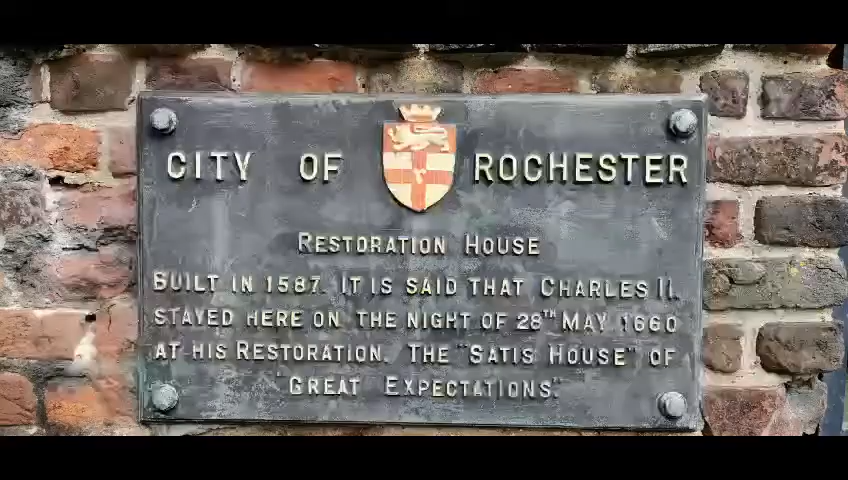 CITY OF ROCHESTER
RESTORATION HOUSE
BUILT IN 1587. IT IS SAID THAT CHARLES II.
STAYED HERE ON THE NIGHT OF 28TH MAY 1660
AT HIS RESTORATION. THE "SATIS HOUSE" OF
"GREAT EXPECTATIONS."